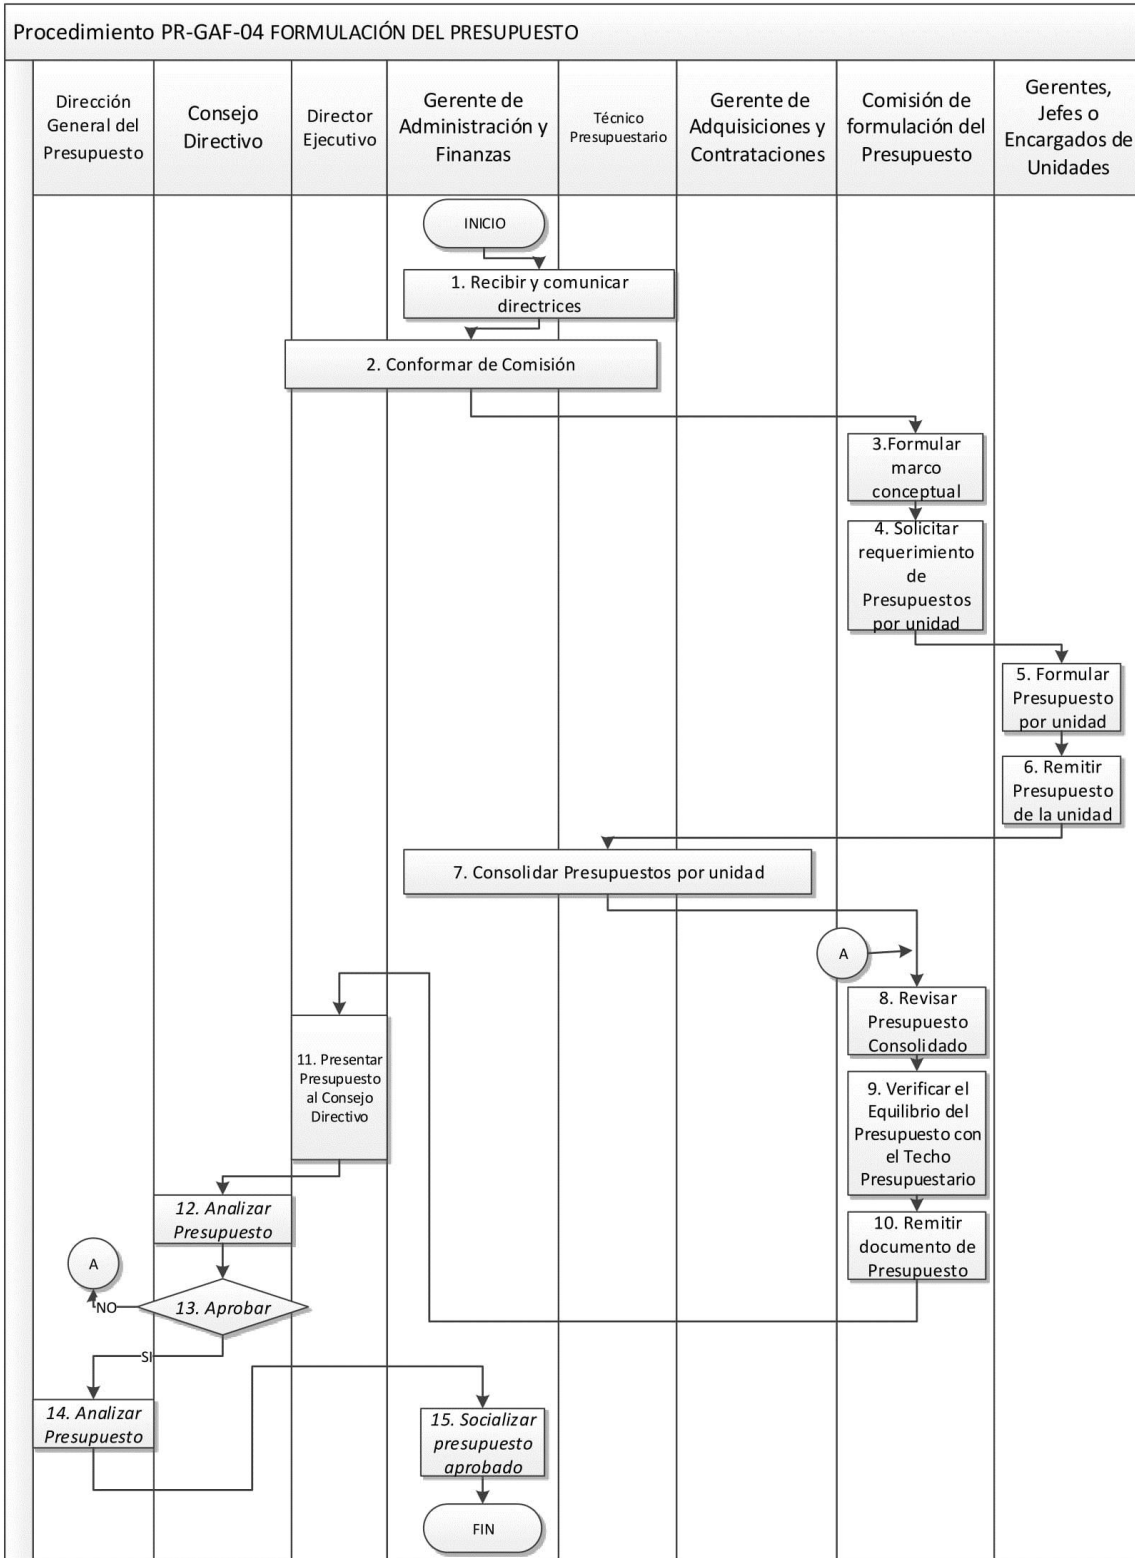 Procedimiento PR-GAF-04 FORMULACIÓN DEL PRESUPUESTO
Dirección
General del
Presupuesto
Consejo
Directivo
Director
Ejecutivo
Gerente de
Administración y
Finanzas
Técnico
Presupuestario
Gerente de
Adquisiciones y
Contrataciones
Comisión de
formulación del
Presupuesto
Gerentes,
Jefes o
Encargados de
Unidades
INICIO
1. Recibir y comunicar
directrices
2. Conformar de Comisión
3.Formular
marco
conceptual
4. Solicitar
requerimiento
de
Presupuestos
por unidad
5. Formular
Presupuesto
por unidad
6. Remitir
Presupuesto
de la unidad
7. Consolidar Presupuestos por unidad
A
8. Revisar
Presupuesto
Consolidado
9. Verificar el
Equilibrio del
Presupuesto con
el Techo
Presupuestario
10. Remitir
documento de
Presupuesto
11. Presentar
Presupuesto
al Consejo
Directivo
12. Analizar
Presupuesto
A
NO
13. Aprobar
SI
14. Analizar
Presupuesto
15. Socializar
presupuesto
aprobado
FIN